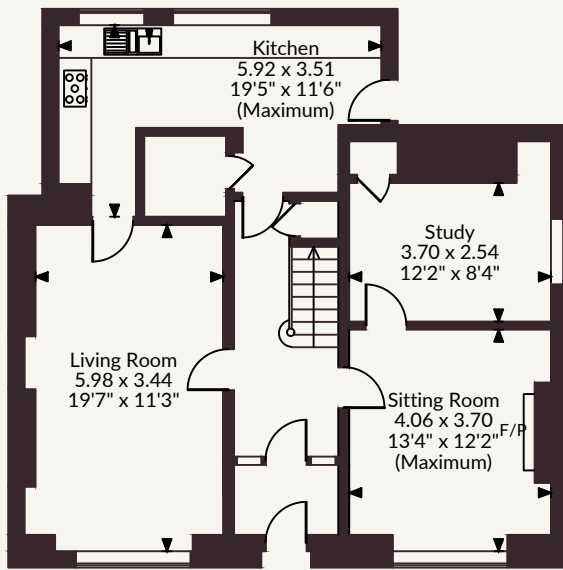 Kitchen
5.92 x 3.51
19'5" x 11'6"
(Maximum)
Study
3.70 x 2.54
12'2" x 8'4"
Living Room
5.98 x 3.44
19'7" x 11'3"
Sitting Room
4.06 x 3.70
13'4" x 12'2"
(Maximum)
F/P